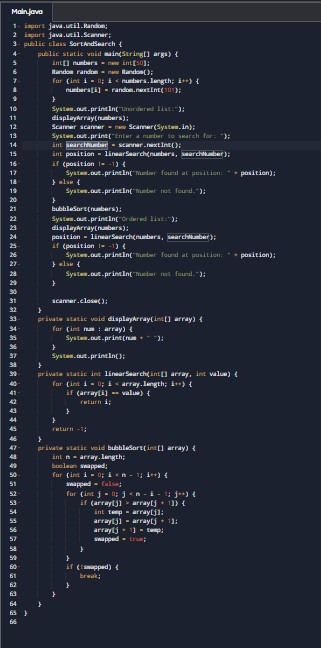 Main.java
1 import java.util.Random;
2 import java.util.Scanner;
3 public class SortAndSearch {
4 public static void main(String[] args) {
5 int[] numbers = new int[50];
6 Random random = new Random();
7 for (int i = 0; i < numbers.length; i++) {
8 numbers[i] = random.nextInt(101);
9 }
10 System.out.println("Unordered list:");
11 displayArray(numbers);
12 Scanner scanner = new Scanner(System.in);
13 System.out.print("Enter a number to search for: ");
14 int searchNumber = scanner.nextInt();
15 int position = linearSearch(numbers, searchNumber);
16 if (position != -1) {
17 System.out.println("Number found at position: " + position);
18 } else {
19 System.out.println("Number not found.");
20 }
21 bubbleSort(numbers);
22 System.out.println("Ordered list:");
23 displayArray(numbers);
24 position = linearSearch(numbers, searchNumber);
25 if (position != -1) {
26 System.out.println("Number found at position: " + position);
27 } else {
28 System.out.println("Number not found.");
29 }
30
31 scanner.close();
32 }
33 private static void displayArray(int[] array) {
34 for (int num : array) {
35 System.out.print(num + " ");
36 }
37 System.out.println();
38 }
39 private static int linearSearch(int[] array, int value) {
40 for (int i = 0; i < array.length; i++) {
41 if (array[i] == value) {
42 return i;
43 }
44 }
45 return -1;
46 }
47 private static void bubbleSort(int[] array) {
48 int n = array.length;
49 boolean swapped;
50 for (int i = 0; i < n - 1; i++) {
51 swapped = false;
52 for (int j = 0; j < n - i - 1; j++) {
53 if (array[j] > array[j + 1]) {
54 int temp = array[j];
55 array[j] = array[j + 1];
56 array[j + 1] = temp;
57 swapped = true;
58 }
59 }
60 if (!swapped) {
61 break;
62 }
63 }
64 }
65 }
66